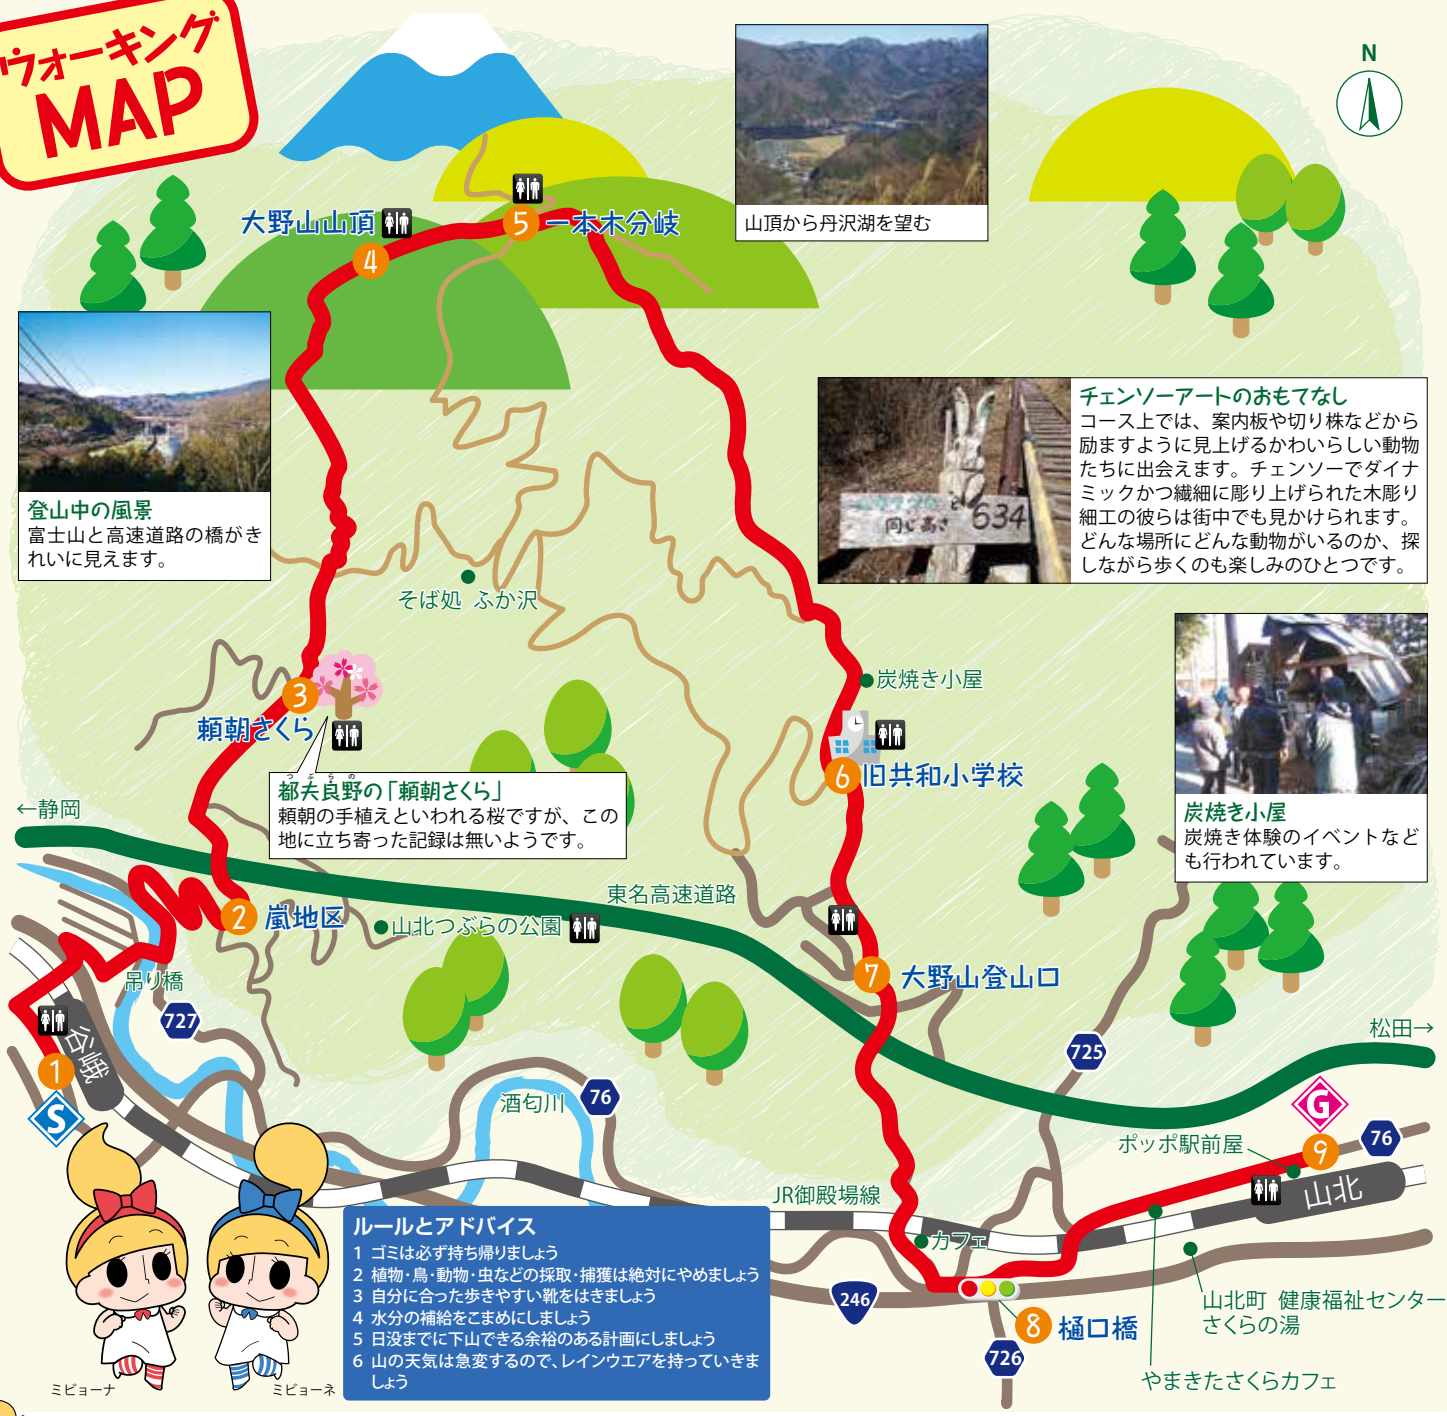 ウォーキング
MAP
N
大野山山頂
4
5
一本木分岐
山頂から丹沢湖を望む
登山中の風景
富士山と高速道路の橋がき
れいに見えます。
チェンソーアートのおもてなし
コース上では、案内板や切り株などから
励ますように見上げるかわいらしい動物
たちに出会えます。チェンソーでダイナ
ミックかつ繊細に彫り上げられた木彫り
細工の彼らは街中でも見かけられます。
どんな場所にどんな動物がいるのか、探
しながら歩くのも楽しみのひとつです。
と
同じ高さ 634
そば処 ふか沢
3
頼朝さくら
つぶらの
都夫良野の「頼朝さくら」
頼朝の手植えといわれる桜ですが、この
地に立ち寄った記録は無いようです。
炭焼き小屋
6
旧共和小学校
炭焼き小屋
炭焼き体験のイベントなど
も行われています。
←静岡
東名高速道路
2
嵐地区
山北つぶらの公園
7
大野山登山口
吊り橋
727
谷峨
1
S
松田→
725
酒匂川
76
G
9
76
ポッポ駅前屋
山北
JR御殿場線
カフェ
246
8
樋口橋
726
山北町 健康福祉センター
さくらの湯
やまきたさくらカフェ
ルールとアドバイス
1 ゴミは必ず持ち帰りましょう
2 植物・鳥・動物・虫などの採取・捕獲は絶対にやめましょう
3 自分に合った歩きやすい靴をはきましょう
4 水分の補給をこまめにしましょう
5 日没までに下山できる余裕のある計画にしましょう
6 山の天気は急変するので、レインウエアを持っていきま
しょう
ミビョーナ
ミビョーネ